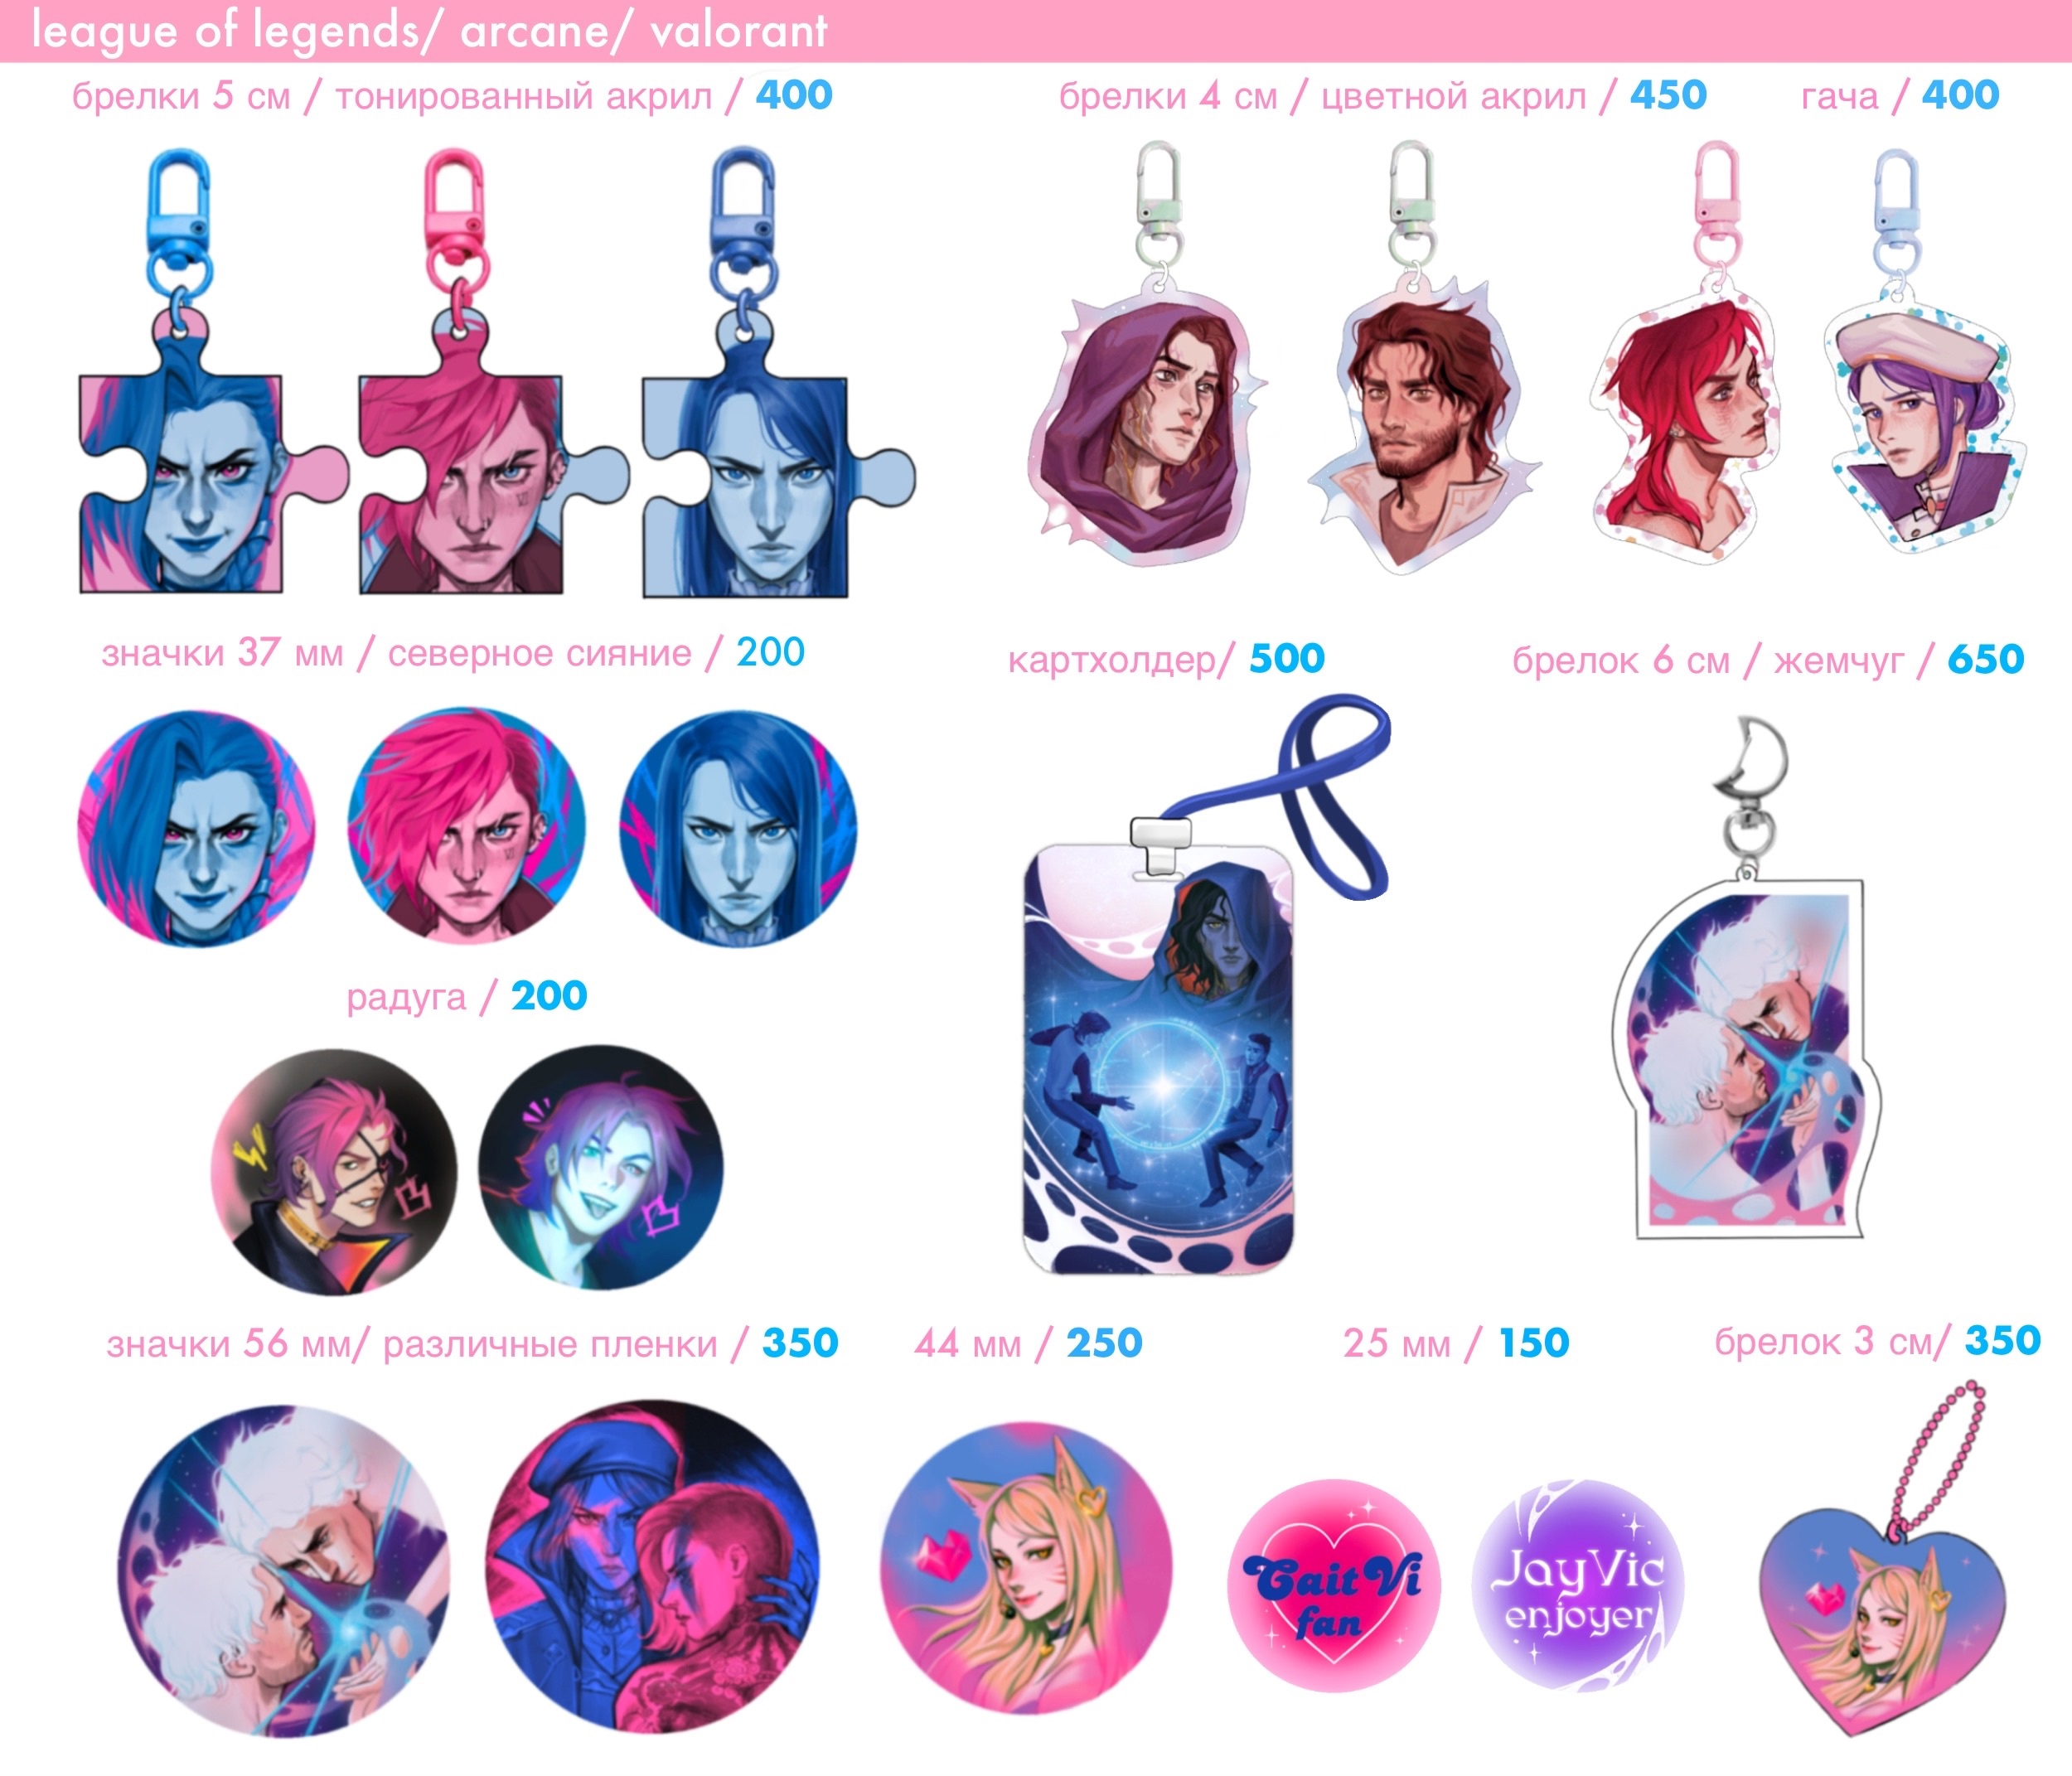 league of legends/ arcane/ valorant
брелки 5 см / тонированный акрил / 400
брелки 4 см / цветной акрил / 450
гача / 400
значки 37 мм / северное сияние / 200
картхолдер/ 500
брелок 6 см / жемчуг / 650
радуга / 200
значки 56 мм/ различные пленки / 350
44 мм / 250
25 мм / 150
брелок 3 см/ 350
CaitVi
fan
JayVic
enjoyer